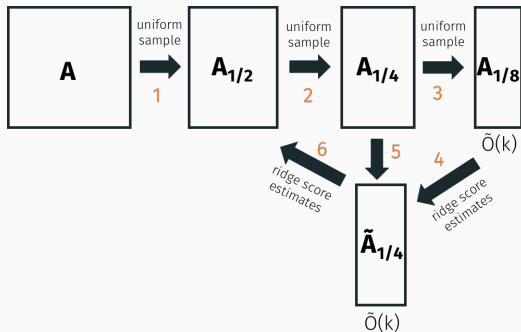 uniform
sample
uniform
sample
uniform
sample
A
A1/2
A1/4
A1/8
1
2
3
Õ(k)
6
5
4
ridge score
estimates
ridge score
estimates
Ã1/4
Õ(k)